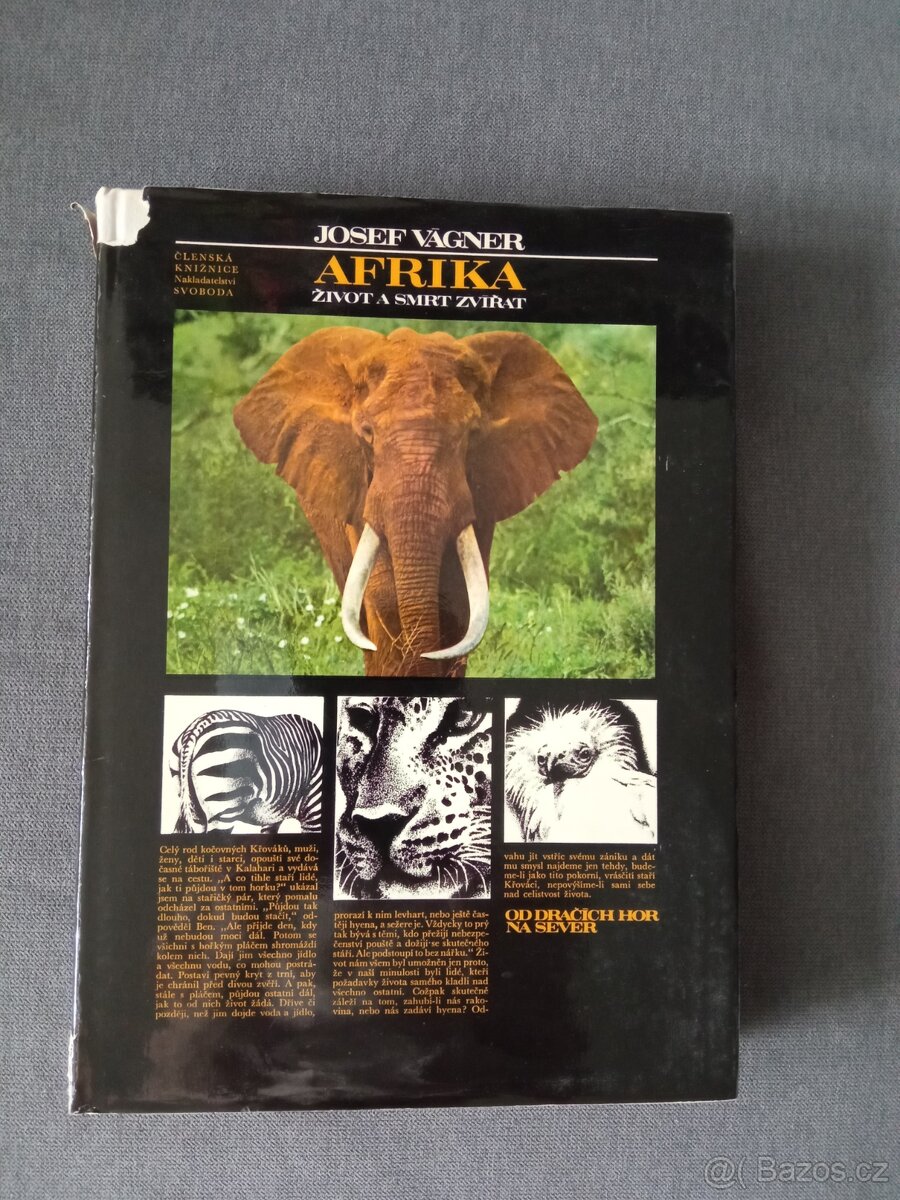 JOSEF VÁGNER
ČLENSKÁ
KNIŽNICE
Nakladatelství
SVOBODA
AFRIKA
ŽIVOT A SMRT ZVÍŘAT
Celý rod kočovných Křováků, muži,
ženy, děti i starci, opouští své do-
časné tábořiště v Kalahari a vydává
se na cestu. „A co tihle staří lidé,
jak ti půjdou v tom horku?“ ukázal
jsem na stařičký pár, který pomalu
odcházel za ostatními. „Půjdou tak
dlouho, dokud budou stačit,“ od-
pověděl Ben. „Ale přijde den, kdy
už nebudou moci dál. Potom se
všichni s hořkým pláčem shromáždí
kolem nich. Dají jim všechno jídlo
a všechnu vodu, co mohou postrá-
dat. Postaví pevný kryt z trní, aby
je chránil před divou zvěří. A pak,
stále s pláčem, půjdou ostatní dál,
jak to od nich život žádá. Dříve či
později, než jim dojde voda a jídlo,
prorazí k nim levhart, nebo ještě čas-
těji hyena, a sežere je. Vždycky to prý
tak bývá s těmi, kdo přežijí nebezpe-
čenství pouště a dožijí se skutečného
stáří. Ale podstoupí to bez nářku.“ Ži-
vot nám všem byl umožněn jen proto,
že v naší minulosti byli lidé, kteří
požadavky života samého kladli nad
všechno ostatní. Cožpak skutečně
záleží na tom, zahubí-li nás rako-
vina, nebo nás zadáví hyena? Od-
vahu jít vstříc svému zániku a dát
mu smysl najdeme jen tehdy, bude-
me-li jako tito pokorní, vrásčití staří
Křováci, nepovýšíme-li sami sebe
nad celistvost života.
OD DRAČÍCH HOR
NA SEVER
@( Bazos.cz